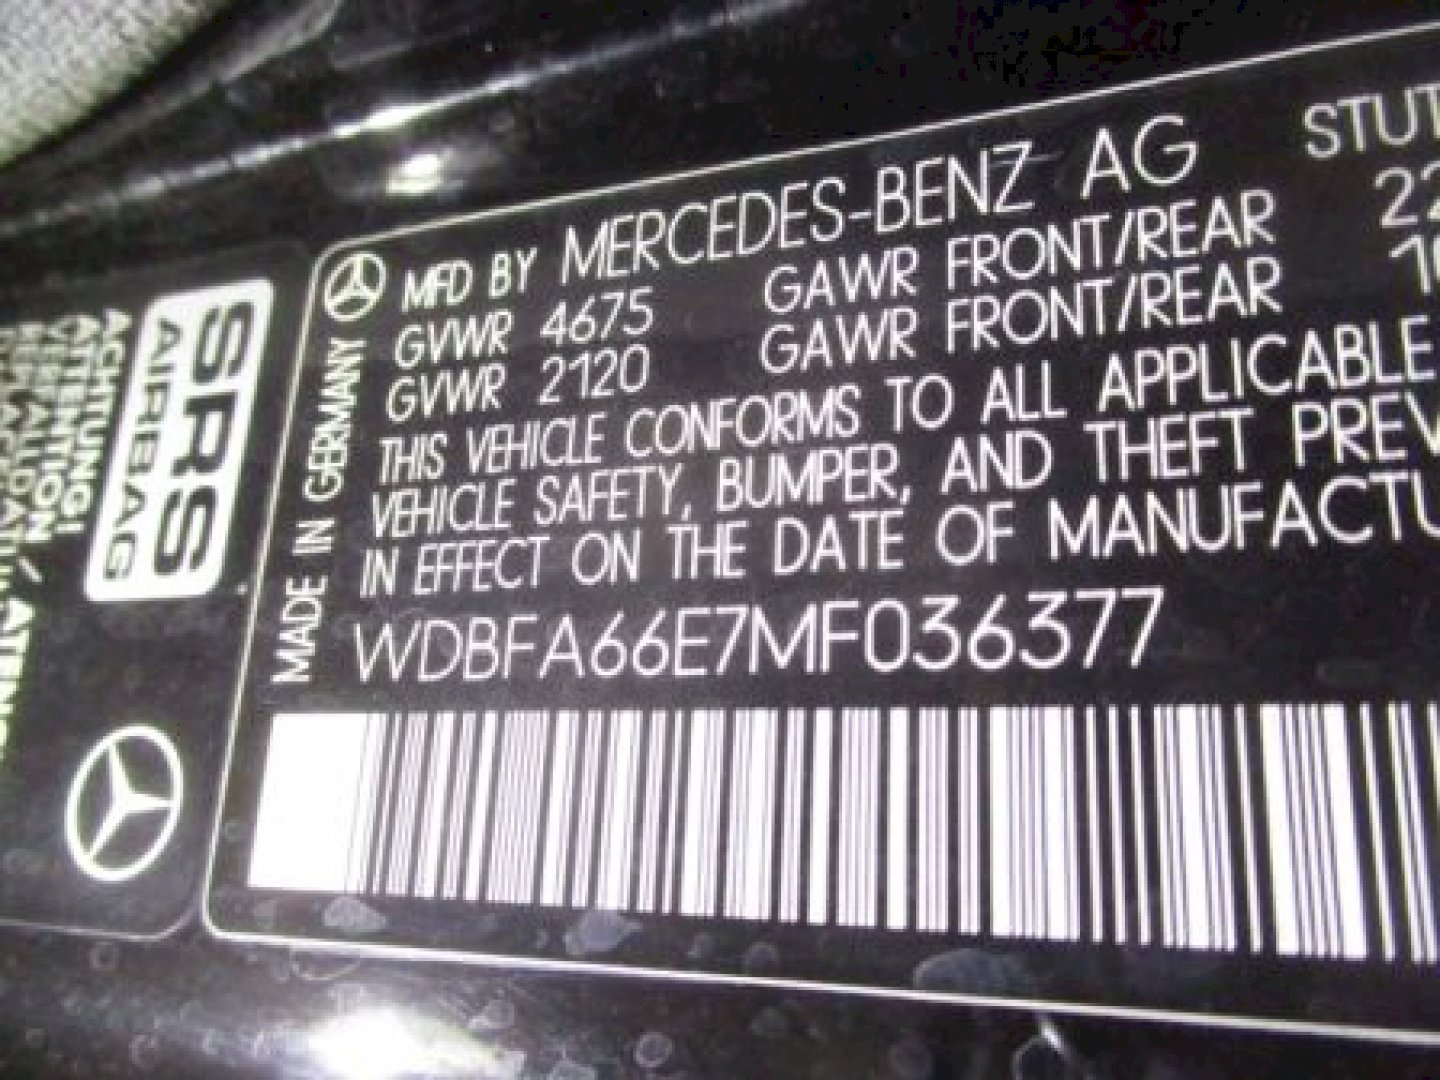 MFD BY MERCEDES-BENZ AG STUT
GVWR 4675 GAWR FRONT/REAR 22
GVWR 2120 GAWR FRONT/REAR 10
THIS VEHICLE CONFORMS TO ALL APPLICABLE
VEHICLE SAFETY, BUMPER, AND THEFT PREV
IN EFFECT ON THE DATE OF MANUFACTU
WDBFA66E7MF036377
MADE IN GERMANY
SRS
AIRBAG
ACHTUNG!
ATTENTION/